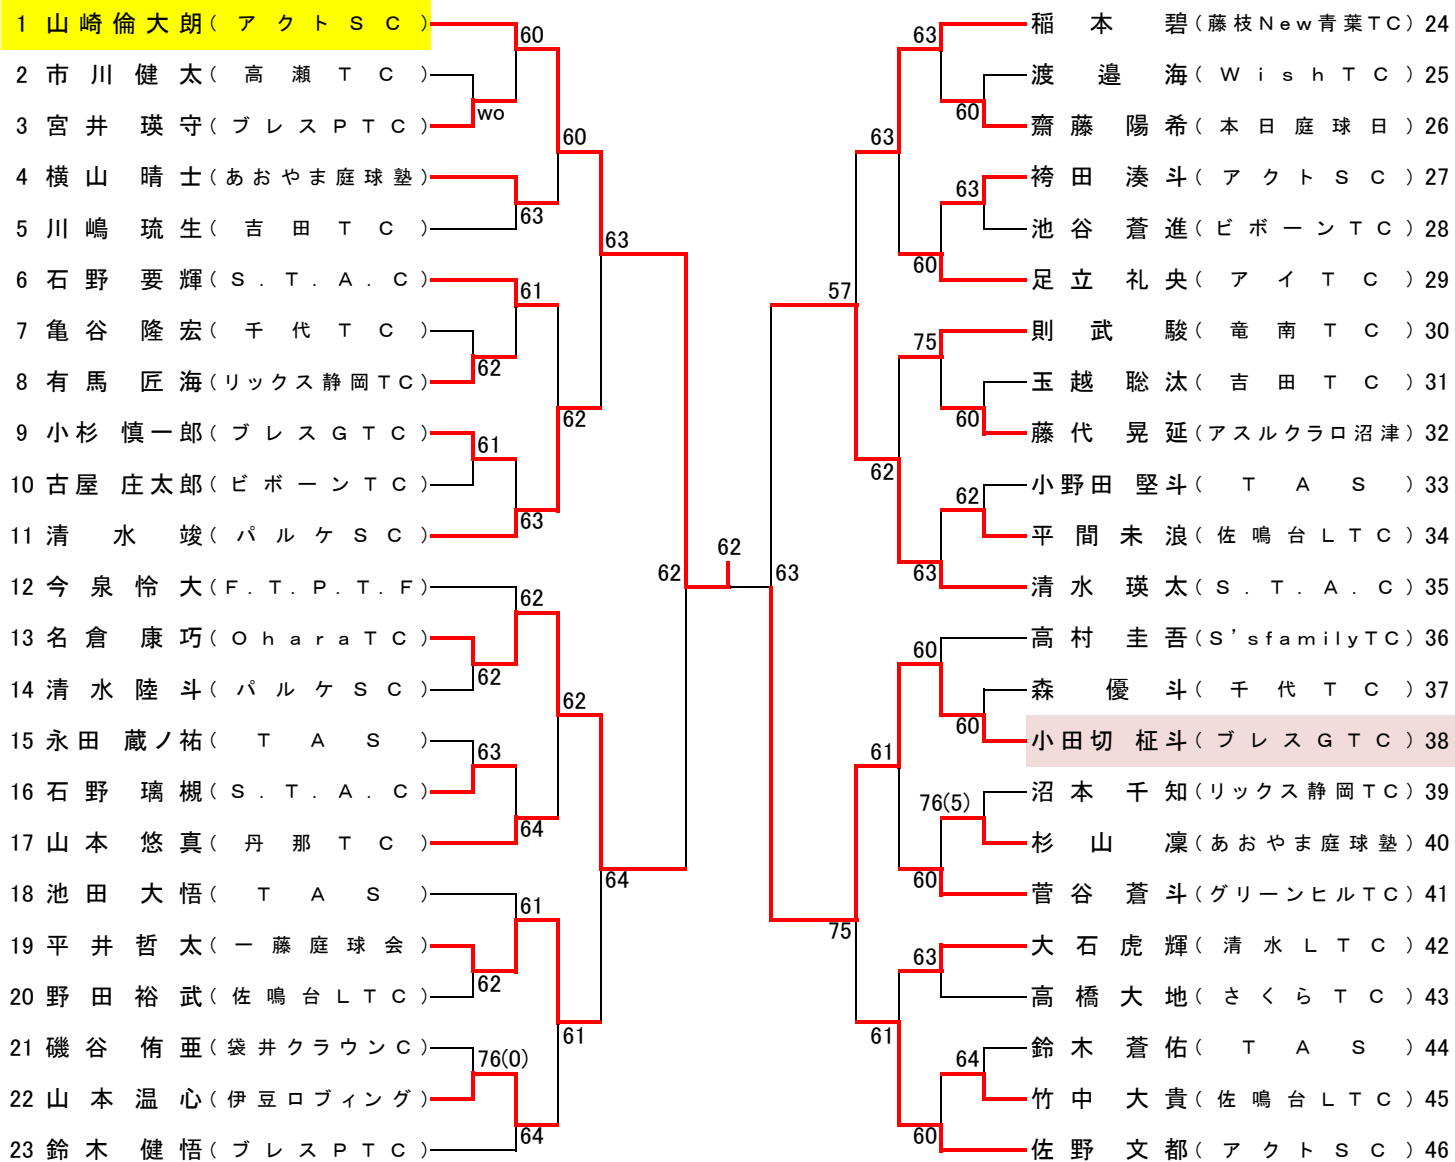 1 山崎倫大朗(アクトSC)
2 市川健太(高瀬TC)
3 宮井瑛守(ブレスPTC)
4 横山晴士(あおやま庭球塾)
5 川嶋琉生(吉田TC)
6 石野要輝(S.T.A.C)
7 亀谷隆宏(千代TC)
8 有馬匠海(リックス静岡TC)
9 小杉慎一郎(ブレスGTC)
10 古屋庄太郎(ビボーンTC)
11 清水竣(パルケSC)
12 今泉怜大(F.T.P.T.F)
13 名倉康巧(OharaTC)
14 清水陸斗(パルケSC)
15 永田蔵ノ祐(TAS)
16 石野璃槻(S.T.A.C)
17 山本悠真(丹那TC)
18 池田大悟(TAS)
19 平井哲太(一藤庭球会)
20 野田裕武(佐鳴台LTC)
21 磯谷侑亜(袋井クラウンC)
22 山本温心(伊豆ロブィング)
23 鈴木健悟(ブレスPTC)
60
wo
63
61
62
61
63
62
62
63
64
61
62
76(0)
64
60
62
62
61
63
64
62
62
63
57
75
63
62
61
61
63
60
63
60
75
60
62
63
60
60
76(5)
60
63
64
60
稲本碧(藤枝New青葉TC) 24
渡邉海(WishTC) 25
齋藤陽希(本日庭球日) 26
袴田湊斗(アクトSC) 27
池谷蒼進(ビボーンTC) 28
足立礼央(アイTC) 29
則武駿(竜南TC) 30
玉越聡汰(吉田TC) 31
藤代晃延(アスルクラロ沼津) 32
小野田堅斗(TAS) 33
平間未浪(佐鳴台LTC) 34
清水瑛太(S.T.A.C) 35
高村圭吾(S'sfamilyTC) 36
森優斗(千代TC) 37
小田切柾斗(ブレスGTC) 38
沼本千知(リックス静岡TC) 39
杉山凜(あおやま庭球塾) 40
菅谷蒼斗(グリーンヒルTC) 41
大石虎輝(清水LTC) 42
高橋大地(さくらTC) 43
鈴木蒼佑(TAS) 44
竹中大貴(佐鳴台LTC) 45
佐野文都(アクトSC) 46